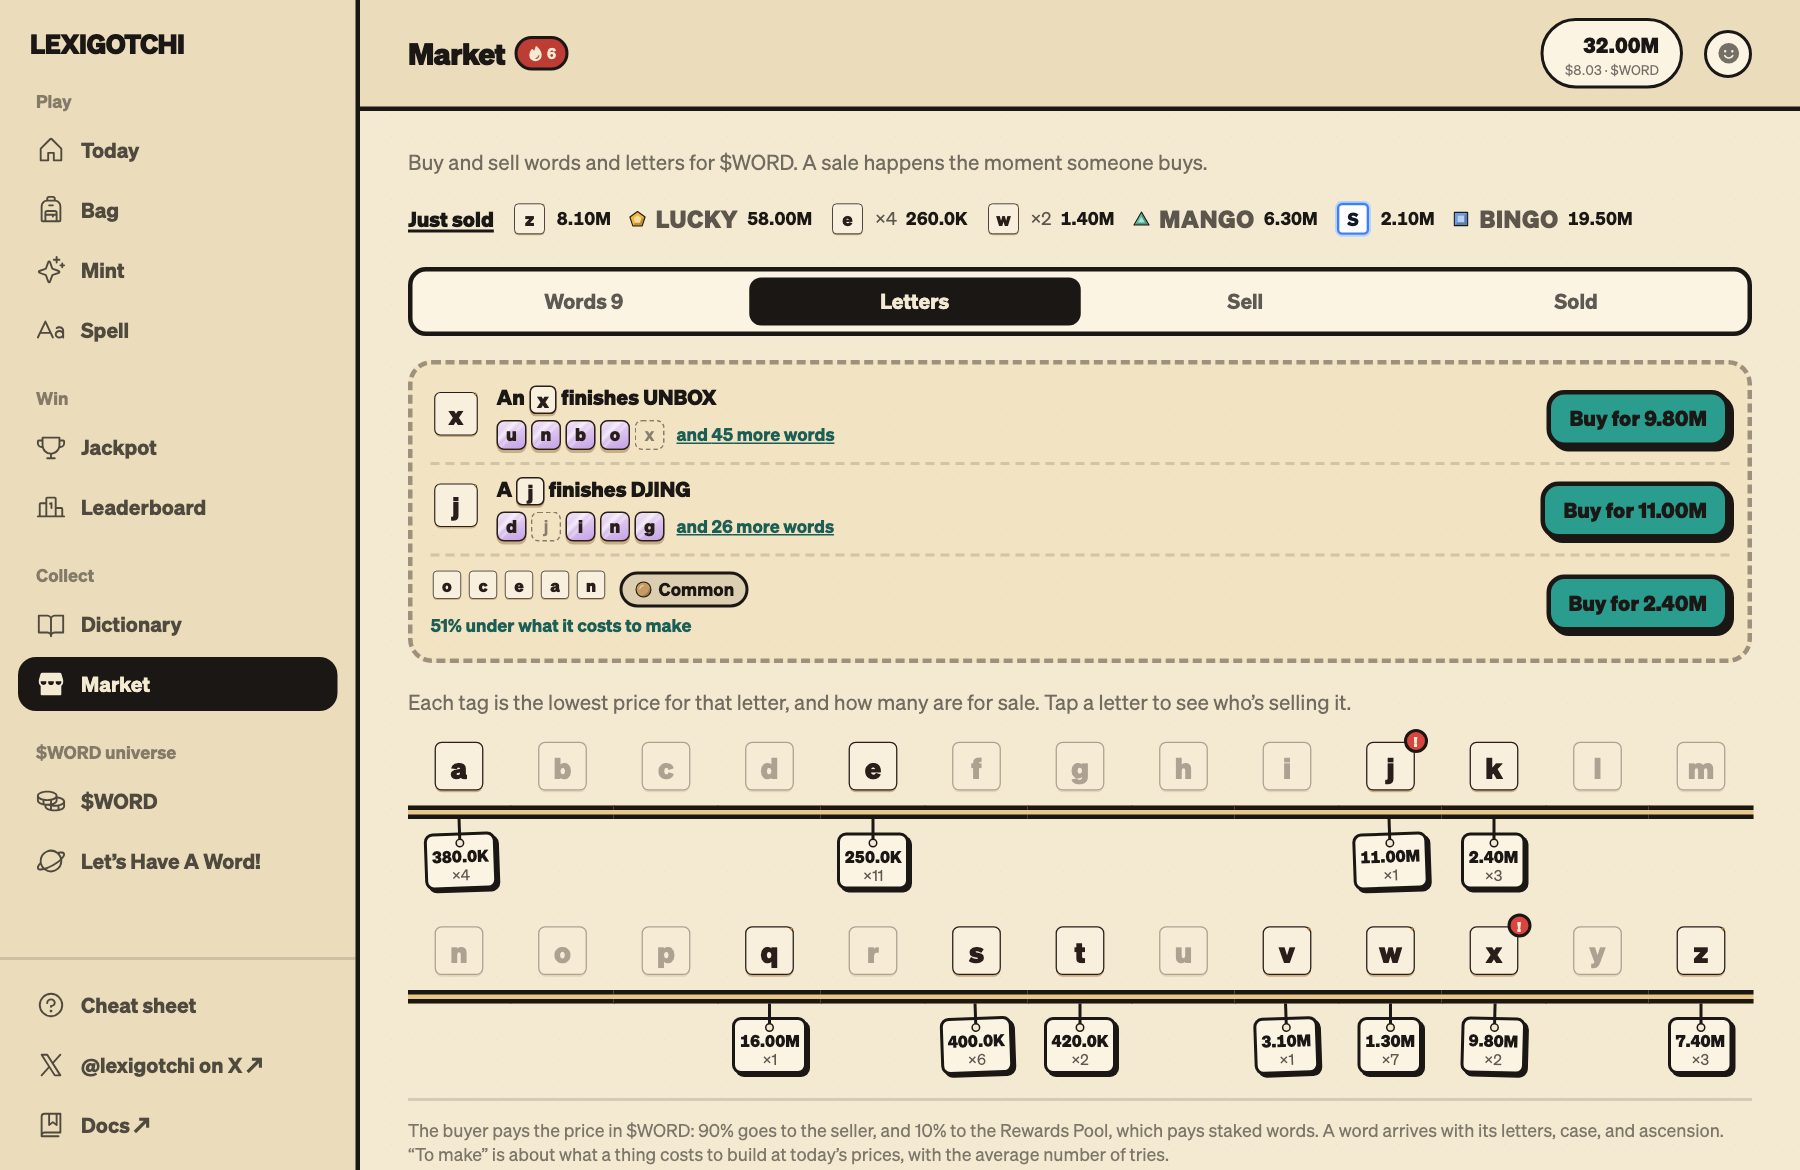 LEXIGOTCHI
Play
Today
Bag
Mint
Aa Spell
Win
Jackpot
Leaderboard
Collect
Dictionary
Market
$WORD universe
$WORD
Let's Have A Word!
Cheat sheet
@lexigotchi on X ↗
Docs ↗
Market 6
32.00M
$8.03 · $WORD
Buy and sell words and letters for $WORD. A sale happens the moment someone buys.
Just sold z 8.10M LUCKY 58.00M e ×4 260.0K w ×2 1.40M MANGO 6.30M S 2.10M BINGO 19.50M
Words 9 Letters Sell Sold
x An x finishes UNBOX
u n b o x and 45 more words
Buy for 9.80M
j A j finishes DJING
d j i n g and 26 more words
Buy for 11.00M
o c e a n Common
51% under what it costs to make
Buy for 2.40M
Each tag is the lowest price for that letter, and how many are for sale. Tap a letter to see who's selling it.
a b c d e f g h i j ! k l m
380.0K 250.0K 11.00M 2.40M
×4 ×11 ×1 ×3
n o p q r s t u v w x ! y z
16.00M 400.0K 420.0K 3.10M 1.30M 9.80M 7.40M
×1 ×6 ×2 ×1 ×7 ×2 ×3
The buyer pays the price in $WORD: 90% goes to the seller, and 10% to the Rewards Pool, which pays staked words. A word arrives with its letters, case, and ascension.
“To make” is about what a thing costs to build at today's prices, with the average number of tries.